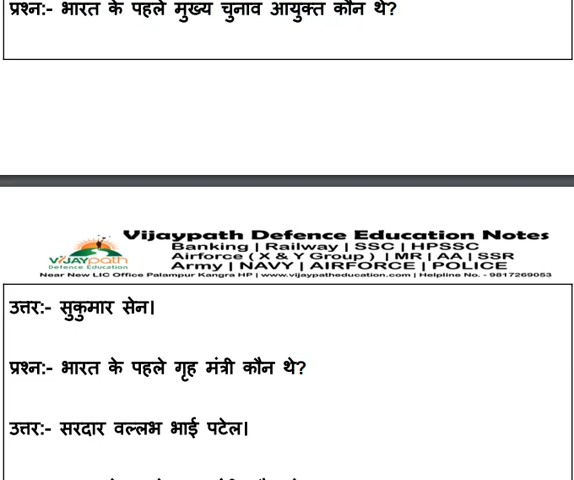 प्रश्न:- भारत के पहले मुख्य चुनाव आयुक्त कौन थे?
Vijaypath Defence Education Notes
Banking | Railway | SSC | HPSSC
Airforce ( X & Y Group ) | MR | AA | SSR
Army | NAVY | AIRFORCE | POLICE
VIJAYpath
Defence Education
Near New LIC Office Palampur Kangra HP | www.vijaypatheducation.com | Helpline No. - 9817269053
उत्तर:- सुकुमार सेन।
प्रश्न:- भारत के पहले गृह मंत्री कौन थे?
उत्तर:- सरदार वल्लभ भाई पटेल।